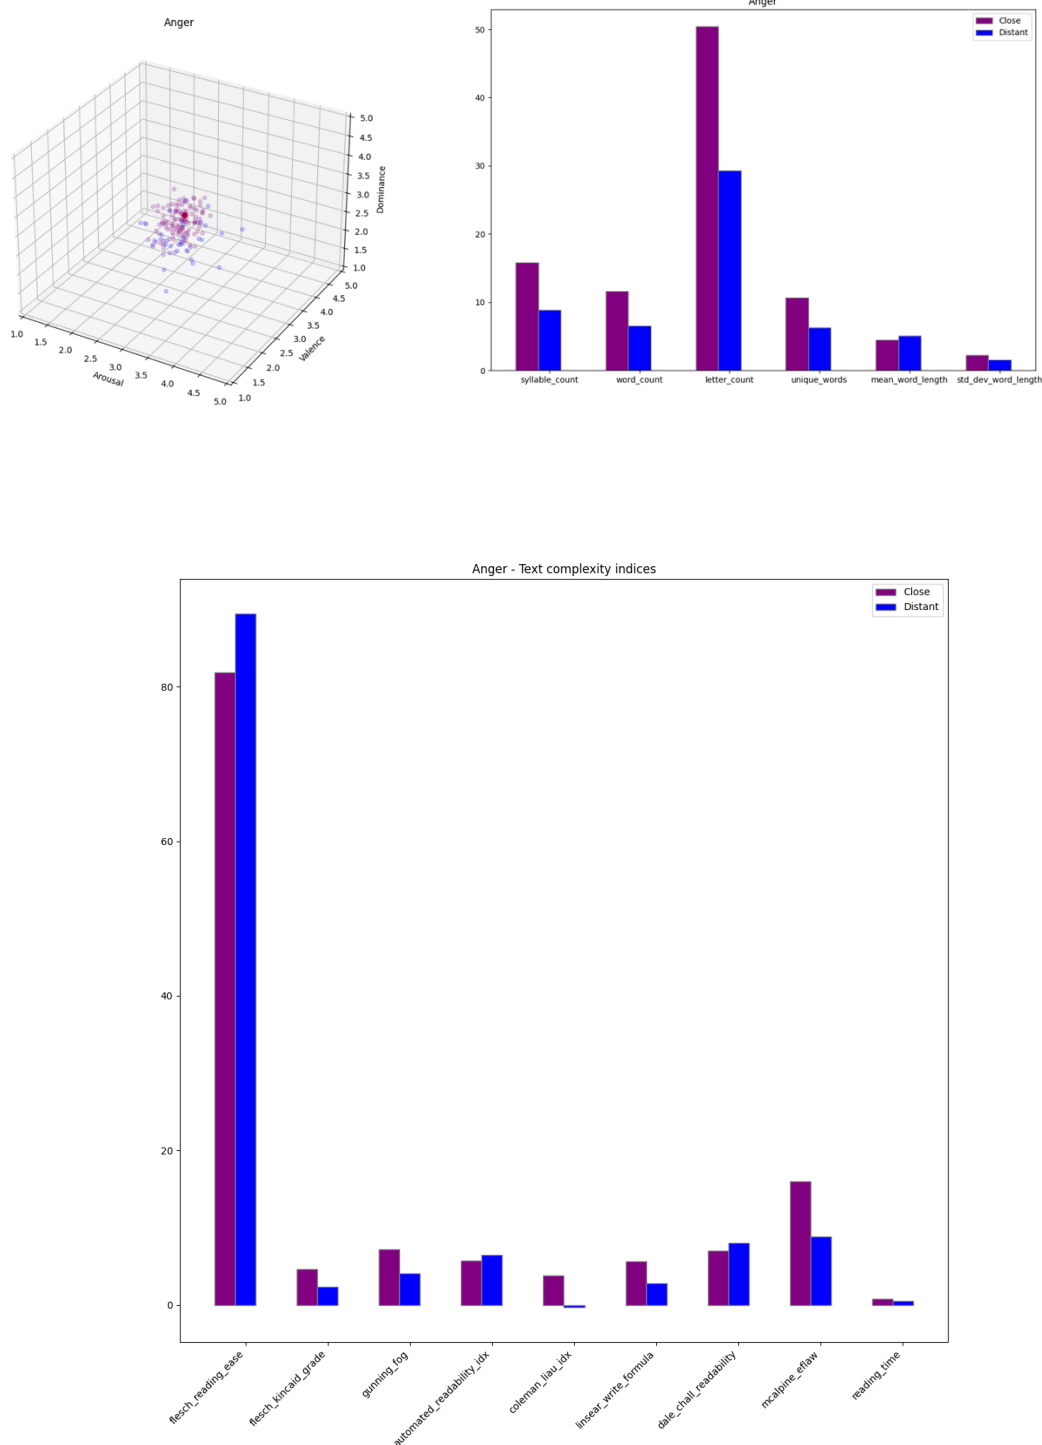 Anger
5.0
4.5
4.0
3.5
3.0
2.5
2.0
1.5
1.0
Dominance
1.0
1.5
2.0
2.5
3.0
3.5
4.0
4.5
5.0
Arousal
1.0
1.5
2.0
2.5
3.0
3.5
4.0
4.5
5.0
Valence
Anger
Close
Distant
50
40
30
20
10
0
syllable_count word_count letter_count unique_words mean_word_length std_dev_word_length
Anger - Text complexity indices
Close
Distant
80
60
40
20
0
flesch_reading_ease
flesch_kincaid_grade
gunning_fog
automated_readability_idx
coleman_liau_idx
linsear_write_formula
dale_chall_readability
mcalpine_eflaw
reading_time